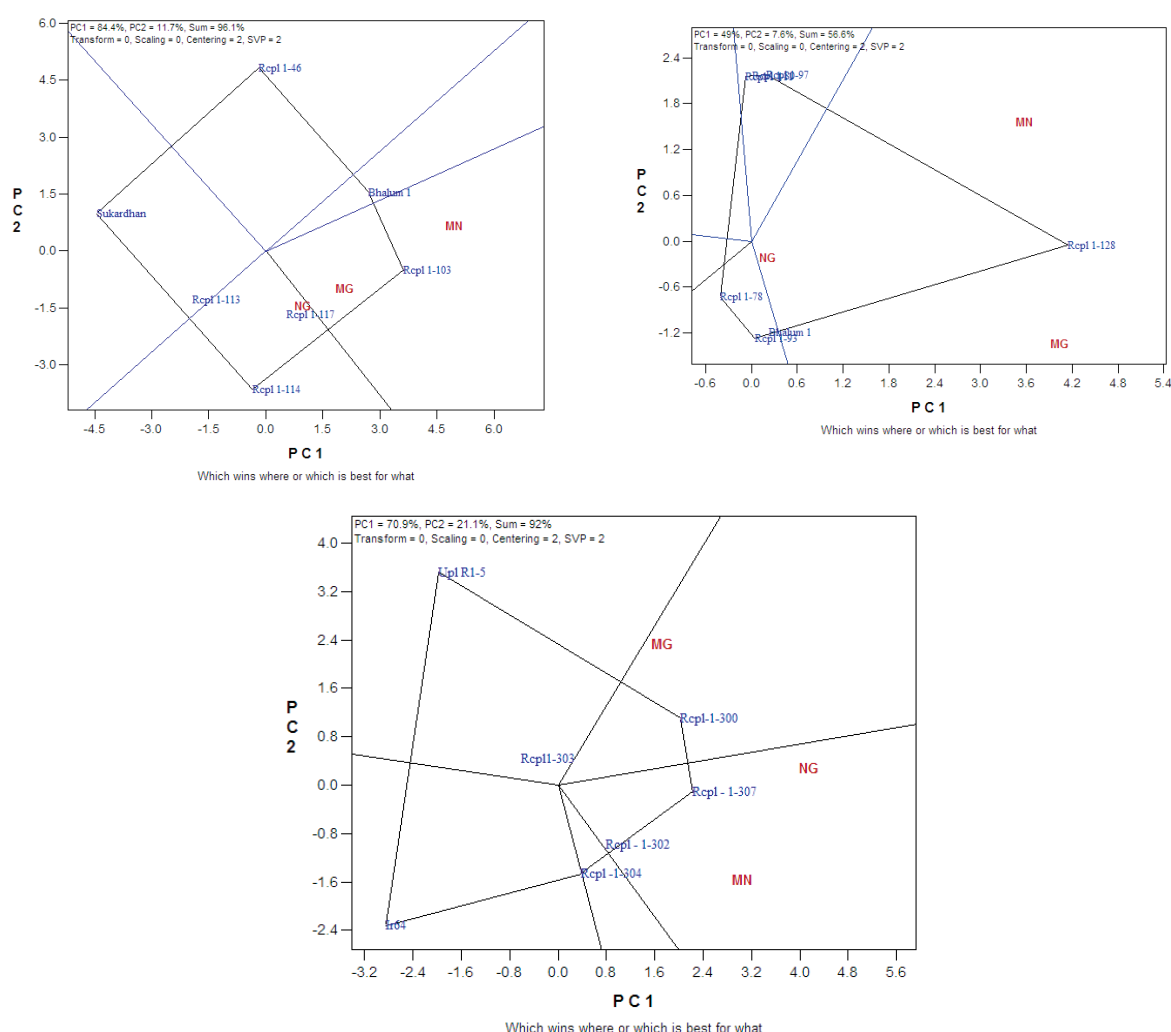 PC1 = 84.4%, PC2 = 11.7%, Sum = 96.1%
Transform = 0, Scaling = 0, Centering = 2, SVP = 2
6.0
4.5
3.0
1.5
0.0
-1.5
-3.0
P
C
2
Rcpl 1-46
Bhalum 1
Sukardhan
MN
Rcpl 1-103
MG
Rcpl 1-113
NG
Rcpl 1-117
Rcpl 1-114
-4.5 -3.0 -1.5 0.0 1.5 3.0 4.5 6.0
P C 1
Which wins where or which is best for what
PC1 = 49%, PC2 = 7.6%, Sum = 56.6%
Transform = 0, Scaling = 0, Centering = 2, SVP = 2
2.4
1.8
1.2
0.6
0.0
-0.6
-1.2
P
C
2
MN
Rcpl 1-128
NG
Rcpl 1-78
Bhalum 1
Rcpl 1-93
MG
-0.6 0.0 0.6 1.2 1.8 2.4 3.0 3.6 4.2 4.8 5.4
P C 1
Which wins where or which is best for what
PC1 = 70.9%, PC2 = 21.1%, Sum = 92%
Transform = 0, Scaling = 0, Centering = 2, SVP = 2
4.0
3.2
2.4
1.6
0.8
0.0
-0.8
-1.6
-2.4
P
C
2
Upl R1-5
MG
Rcpl-1-300
Rcpl1-303
NG
Rcpl - 1-307
Rcpl - 1-302
Rcpl -1-304
MN
Ir64
-3.2 -2.4 -1.6 -0.8 0.0 0.8 1.6 2.4 3.2 4.0 4.8 5.6
P C 1
Which wins where or which is best for what